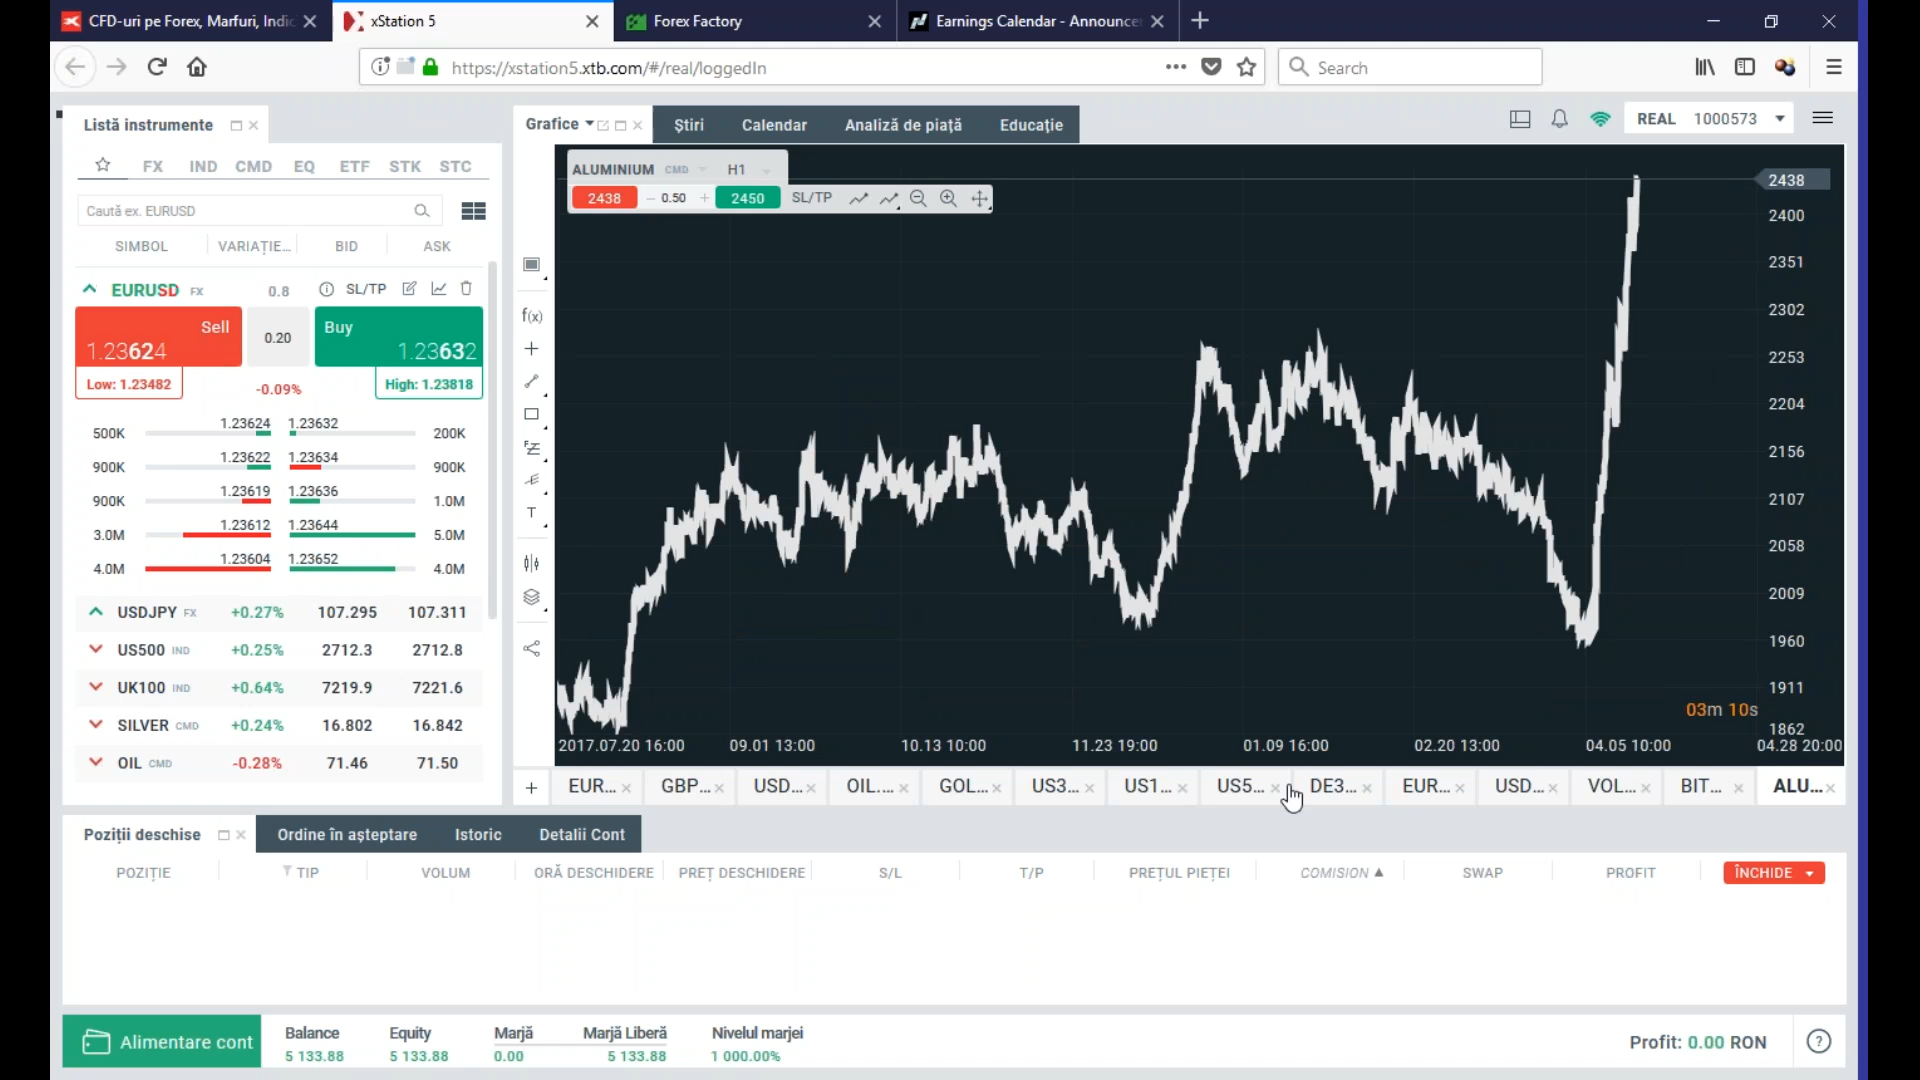 CFD-uri pe Forex, Marfuri, Indic
xStation 5
Forex Factory
Earnings Calendar - Announcer
https://xstation5.xtb.com/#/real/loggedIn
Search
Listă instrumente
FX IND CMD EQ ETF STK STC
Caută ex. EURUSD
SIMBOL VARIAȚIE... BID ASK
EURUSD FX 0.8 SL/TP
Sell
1.23624
0.20
Buy
1.23632
Low: 1.23482
-0.09%
High: 1.23818
500K 1.23624 1.23632 200K
900K 1.23622 1.23634 900K
900K 1.23619 1.23636 1.0M
3.0M 1.23612 1.23644 5.0M
4.0M 1.23604 1.23652 4.0M
USDJPY FX +0.27% 107.295 107.311
US500 IND +0.25% 2712.3 2712.8
UK100 IND +0.64% 7219.9 7221.6
SILVER CMD +0.24% 16.802 16.842
OIL CMD -0.28% 71.46 71.50
Grafice Știri Calendar Analiză de piață Educație
REAL 1000573
ALUMINIUM CMD H1
2438 – 0.50 + 2450 SL/TP
f(x)
T
2438
2400
2351
2302
2253
2204
2156
2107
2058
2009
1960
1911
1862
03m 10s
2017.07.20 16:00 09.01 13:00 10.13 10:00 11.23 19:00 01.09 16:00 02.20 13:00 04.05 10:00 04.28 20:00
+ EUR... GBP... USD... OIL.... GOL... US3... US1... US5... DE3... EUR... USD... VOL... BIT... ALU...
Poziții deschise Ordine în așteptare Istoric Detalii Cont
POZIȚIE TIP VOLUM ORĂ DESCHIDERE PREȚ DESCHIDERE S/L T/P PREȚUL PIEȚEI COMISION SWAP PROFIT ÎNCHIDE
Alimentare cont
Balance Equity Marjă Marjă Liberă Nivelul marjei
5 133.88 5 133.88 0.00 5 133.88 1 000.00%
Profit: 0.00 RON
?